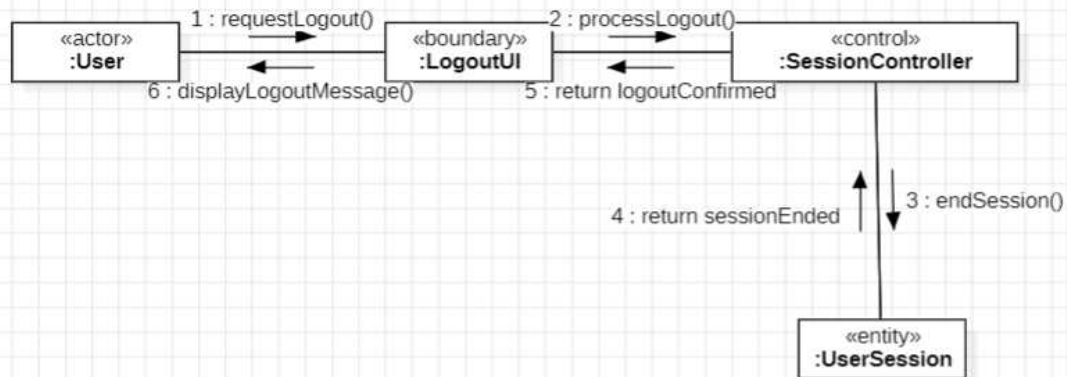 1 : requestLogout()
2 : processLogout()
«actor»
:User
«boundary»
:LogoutUI
«control»
:SessionController
6 : displayLogoutMessage()
5 : return logoutConfirmed
3 : endSession()
4 : return sessionEnded
«entity»
:UserSession